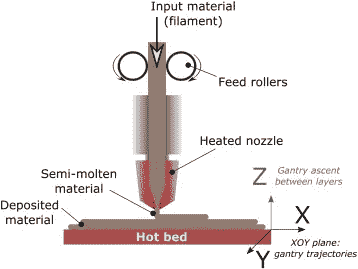 Input material
(filament)
Feed rollers
Heated nozzle
Semi-molten
material
Deposited
material
Hot bed
Z
Gantry ascent
between layers
X
Y
XOY plane:
gantry trajectories